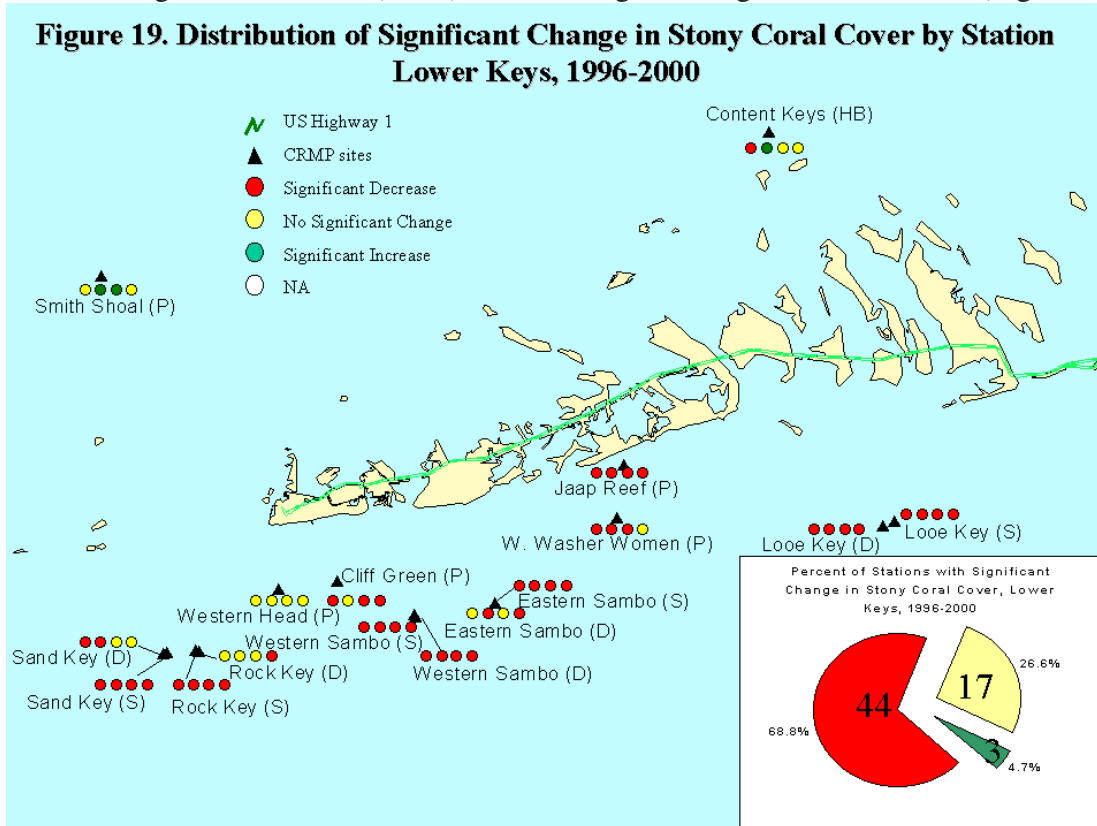 Figure 19. Distribution of Significant Change in Stony Coral Cover by Station
Lower Keys, 1996-2000
US Highway 1
CRMP sites
Significant Decrease
No Significant Change
Significant Increase
NA
Content Keys (HB)
Smith Shoal (P)
Jaap Reef (P)
W. Washer Women (P)
Looe Key (D)
Looe Key (S)
Cliff Green (P)
Western Head (P)
Eastern Sambo (S)
Eastern Sambo (D)
Western Sambo (S)
Western Sambo (D)
Sand Key (D)
Rock Key (D)
Sand Key (S)
Rock Key (S)
Percent of Stations with Significant
Change in Stony Coral Cover, Lower
Keys, 1996-2000
26.6%
17
44
68.8%
3
4.7%